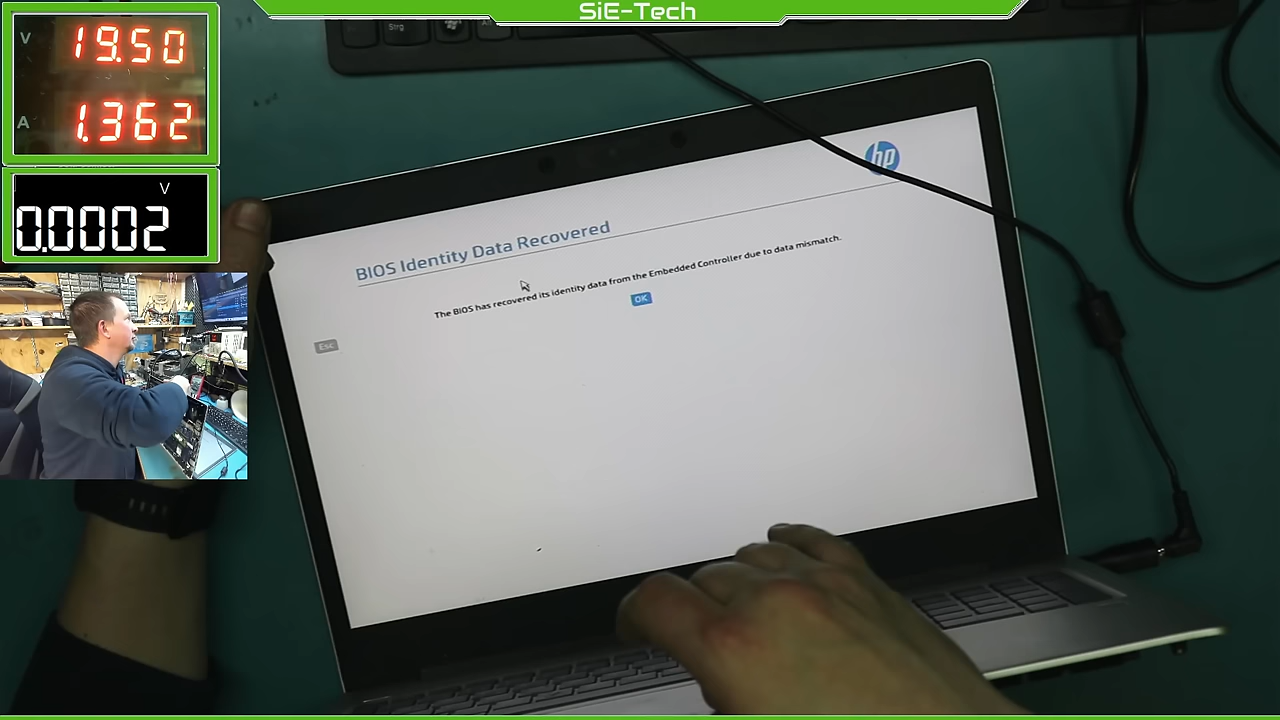 SiE-Tech
V
19.50
A
1.362
V
0.0002
Strg
hp
BIOS Identity Data Recovered
The BIOS has recovered its identity data from the Embedded Controller due to data mismatch.
OK
Esc